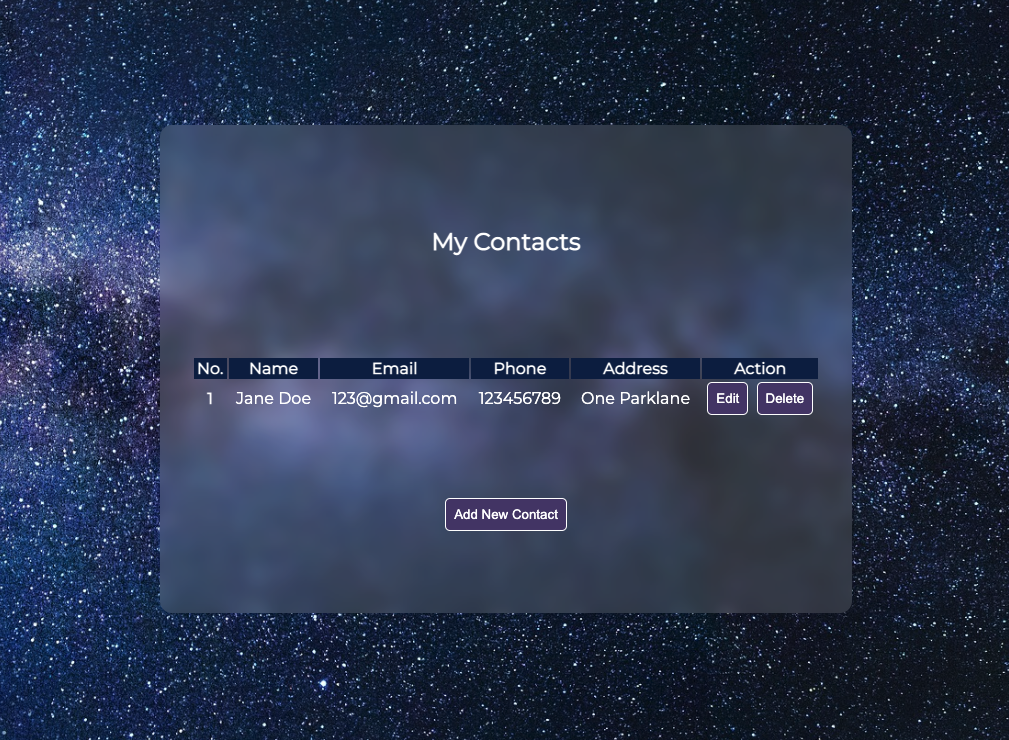 My Contacts
No. Name Email Phone Address Action
1 Jane Doe 123@gmail.com 123456789 One Parklane Edit Delete
Add New Contact